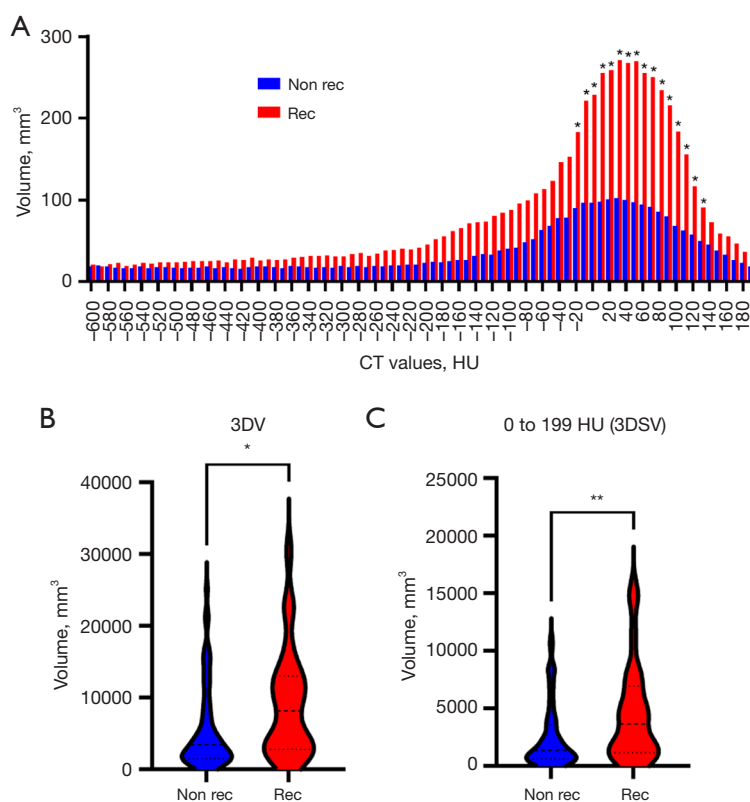 A
300
200
100
0
Volume, mm³
Non rec
Rec
* * * * * * * * * * * * * * * *
−600 −580 −560 −540 −520 −500 −480 −460 −440 −420 −400 −380 −360 −340 −320 −300 −280 −260 −240 −220 −200 −180 −160 −140 −120 −100 −80 −60 −40 −20 0 20 40 60 80 100 120 140 160 180
CT values, HU
B
3DV
*
40000
30000
20000
10000
0
Volume, mm³
Non rec Rec
C
0 to 199 HU (3DSV)
**
25000
20000
15000
10000
5000
0
Volume, mm³
Non rec Rec